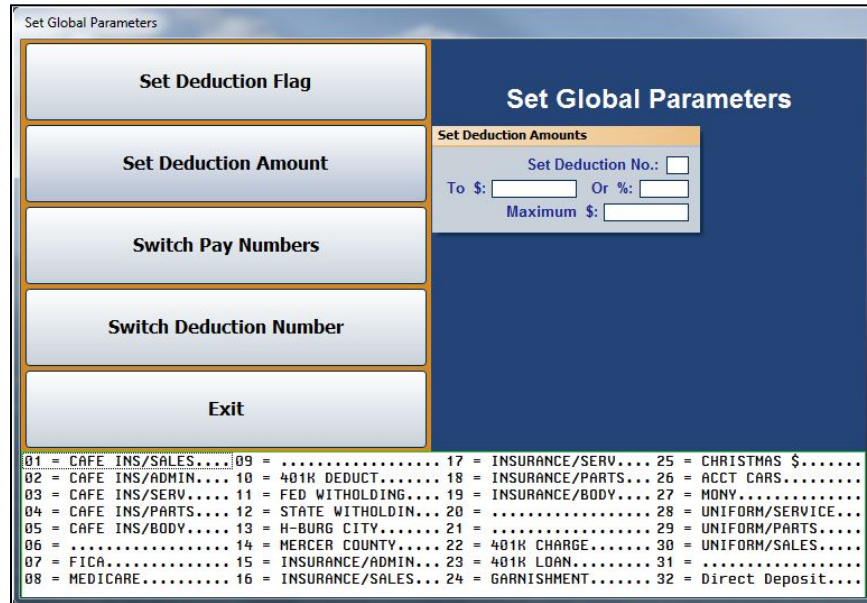 Set Global Parameters
Set Deduction Flag
Set Deduction Amount
Switch Pay Numbers
Switch Deduction Number
Exit
Set Global Parameters
Set Deduction Amounts
Set Deduction No.:
To $: Or %:
Maximum $:
01 = CAFE INS/SALES.... 09 = .................. 17 = INSURANCE/SERV.... 25 = CHRISTMAS $.......
02 = CAFE INS/ADMIN.... 10 = 401K DEDUCT....... 18 = INSURANCE/PARTS... 26 = ACCT CARS.........
03 = CAFE INS/SERV..... 11 = FED WITHOLDING.... 19 = INSURANCE/BODY.... 27 = MONY..............
04 = CAFE INS/PARTS.... 12 = STATE WITHOLDIN... 20 = .................. 28 = UNIFORM/SERVICE...
05 = CAFE INS/BODY..... 13 = H-BURG CITY....... 21 = .................. 29 = UNIFORM/PARTS.....
06 = .................. 14 = MERCER COUNTY..... 22 = 401K CHARGE....... 30 = UNIFORM/SALES.....
07 = FICA.............. 15 = INSURANCE/ADMIN... 23 = 401K LOAN......... 31 = ..................
08 = MEDICARE.......... 16 = INSURANCE/SALES... 24 = GARNISHMENT....... 32 = Direct Deposit....